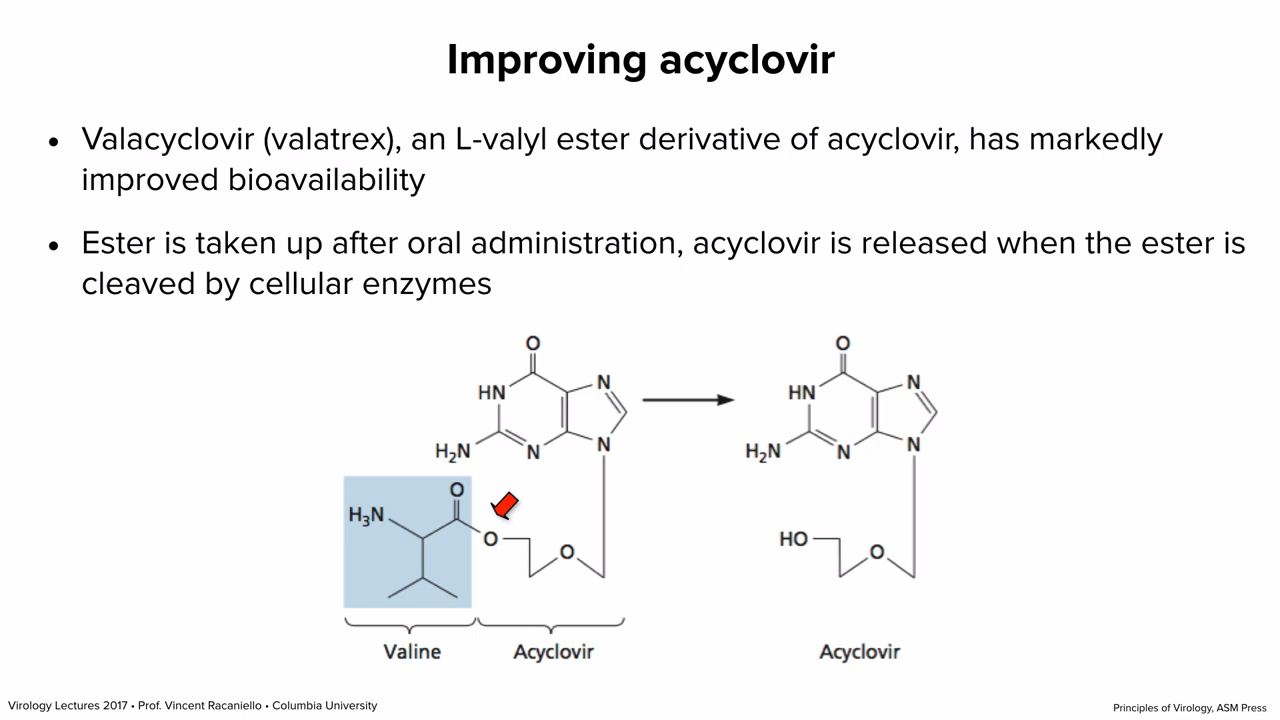 Improving acyclovir
• Valacyclovir (valatrex), an L-valyl ester derivative of acyclovir, has markedly
improved bioavailability
• Ester is taken up after oral administration, acyclovir is released when the ester is
cleaved by cellular enzymes
O
HN
N
H₂N
N
N
O
H₃N
O
O
Valine
Acyclovir
O
HN
N
H₂N
N
N
HO
O
Acyclovir
Virology Lectures 2017 • Prof. Vincent Racaniello • Columbia University
Principles of Virology, ASM Press